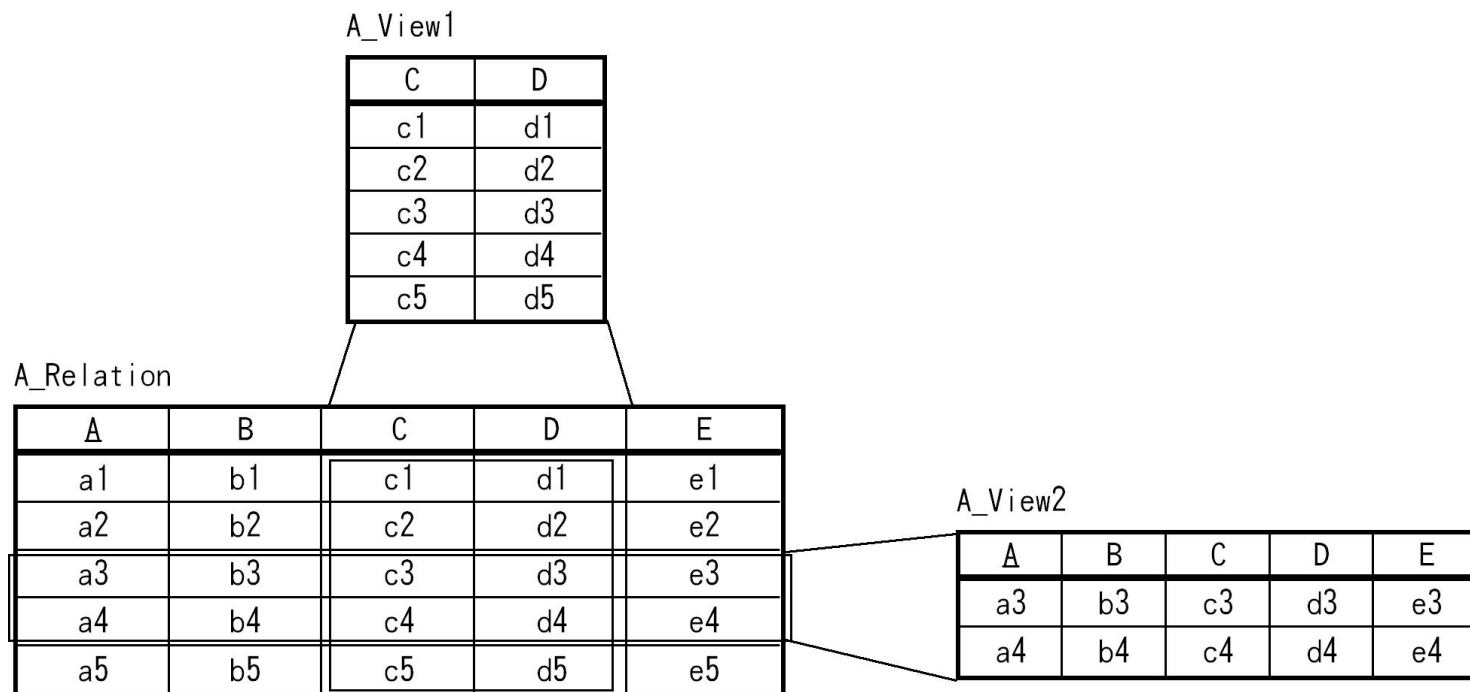 A_View1
C D
c1 d1
c2 d2
c3 d3
c4 d4
c5 d5
A_Relation
A B C D E
a1 b1 c1 d1 e1
a2 b2 c2 d2 e2
a3 b3 c3 d3 e3
a4 b4 c4 d4 e4
a5 b5 c5 d5 e5
A_View2
A B C D E
a3 b3 c3 d3 e3
a4 b4 c4 d4 e4